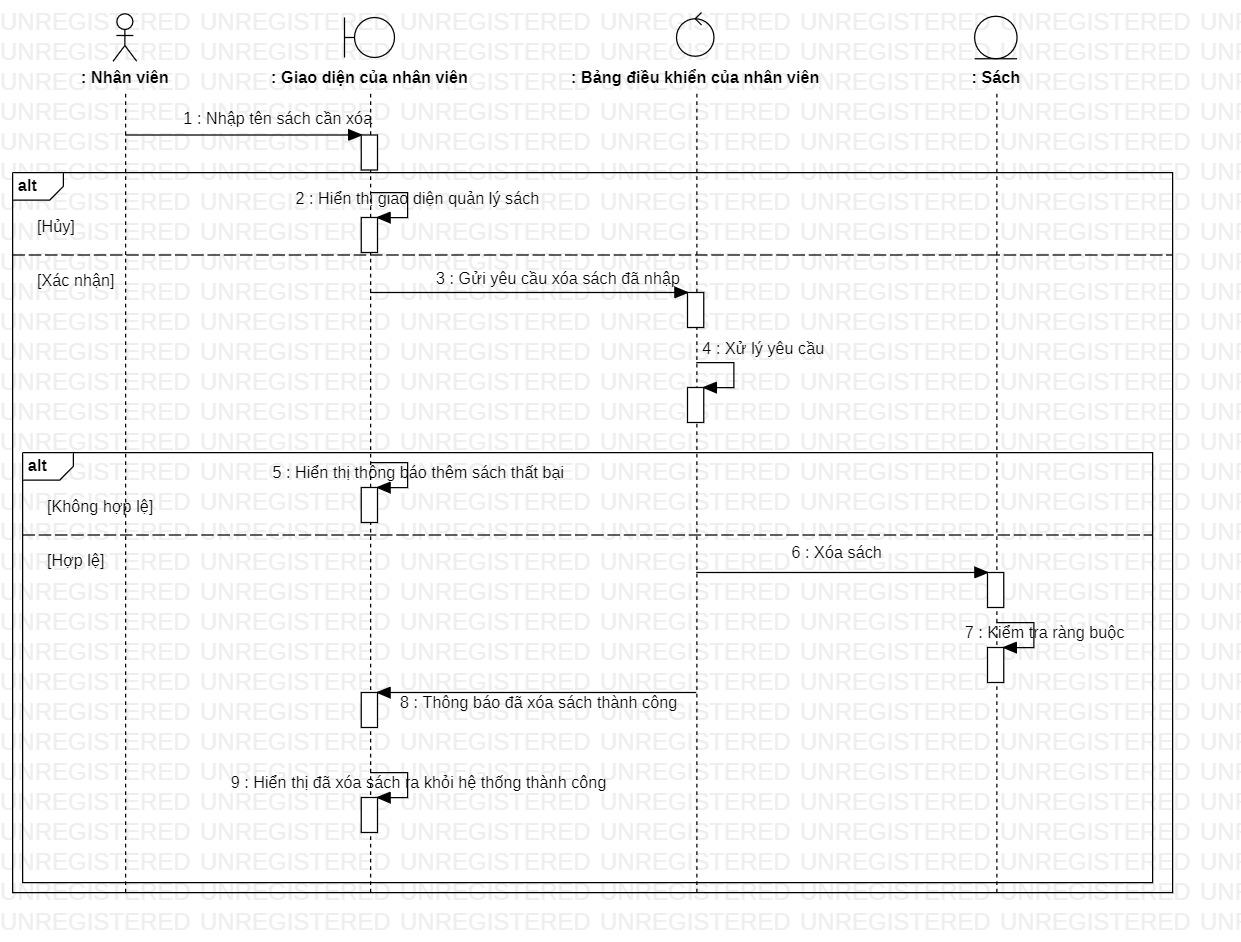 : Nhân viên
: Giao diện của nhân viên
: Bảng điều khiển của nhân viên
: Sách
1 : Nhập tên sách cần xóa
alt
2 : Hiển thị giao diện quản lý sách
[Hủy]
[Xác nhận]
3 : Gửi yêu cầu xóa sách đã nhập
4 : Xử lý yêu cầu
alt
5 : Hiển thị thông báo thêm sách thất bại
[Không hợp lệ]
6 : Xóa sách
[Hợp lệ]
7 : Kiểm tra ràng buộc
8 : Thông báo đã xóa sách thành công
9 : Hiển thị đã xóa sách ra khỏi hệ thống thành công
UNREGISTERED